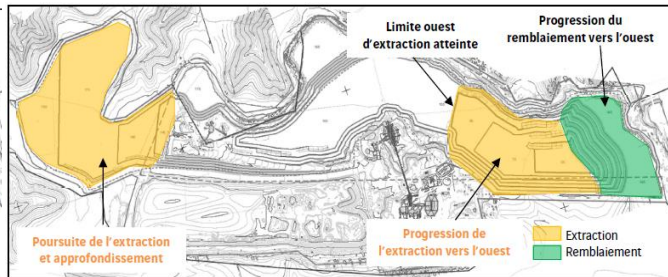 Limite ouest
d'extraction atteinte
Progression du
remblaiement vers l'ouest
Poursuite de l'extraction
et approfondissement
Progression de
l'extraction vers l'ouest
Extraction
Remblaiement